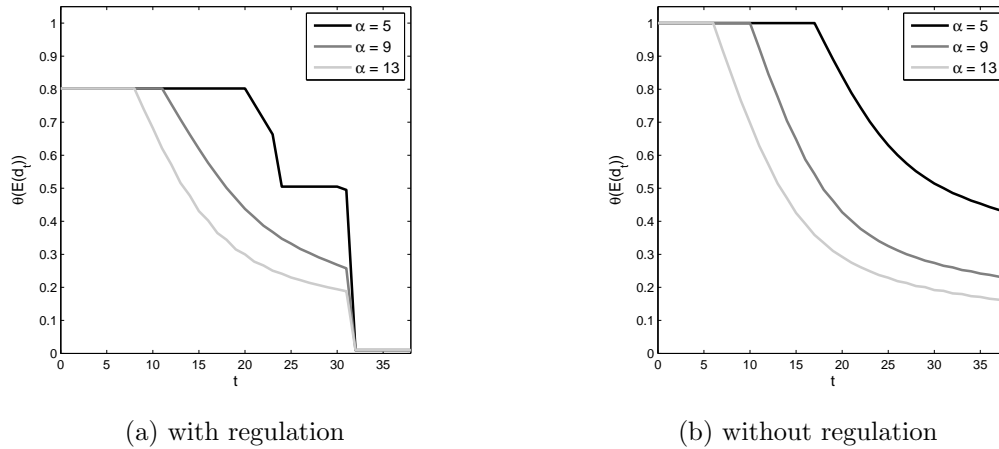 1
0.9
0.8
0.7
0.6
0.5
0.4
0.3
0.2
0.1
0
θ(E(d_t))
0 5 10 15 20 25 30 35
t
α = 5
α = 9
α = 13
(a) with regulation
1
0.9
0.8
0.7
0.6
0.5
0.4
0.3
0.2
0.1
0
θ(E(d_t))
0 5 10 15 20 25 30 35
t
α = 5
α = 9
α = 13
(b) without regulation